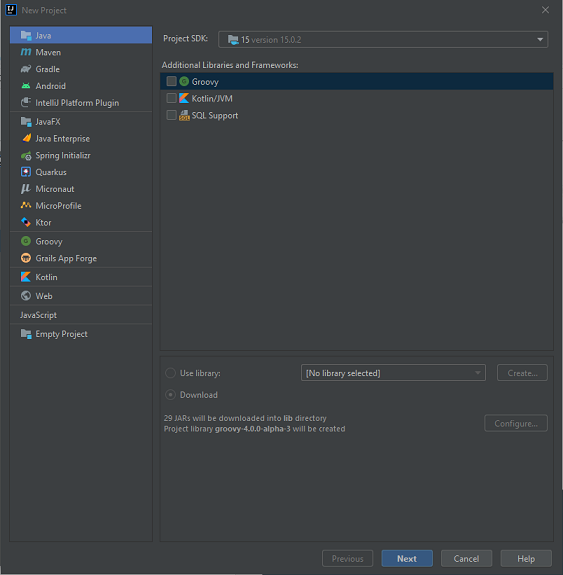 New Project
Java
Maven
Gradle
Android
IntelliJ Platform Plugin
JavaFX
Java Enterprise
Spring Initializr
Quarkus
Micronaut
MicroProfile
Ktor
Groovy
Grails App Forge
Kotlin
Web
JavaScript
Empty Project
Project SDK: 15 version 15.0.2
Additional Libraries and Frameworks:
Groovy
Kotlin/JVM
SQL Support
Use library: [No library selected] Create...
Download
29 JARs will be downloaded into lib directory
Project library groovy-4.0.0-alpha-3 will be created
Configure...
Previous Next Cancel Help